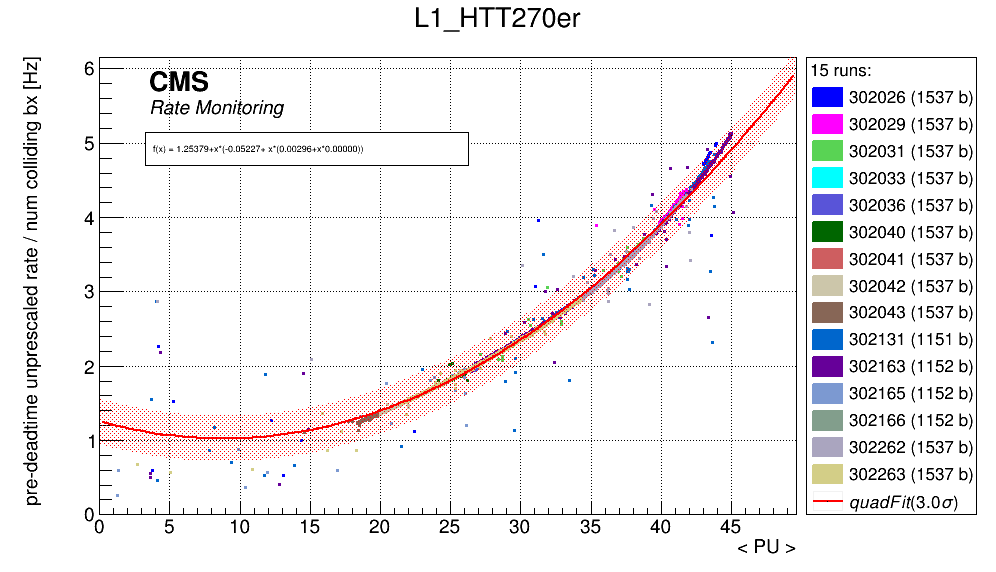 L1_HTT270er
pre-deadtime unprescaled rate / num colliding bx [Hz]
CMS
Rate Monitoring
f(x) = 1.25379+x*(-0.05227+ x*(0.00296+x*0.00000))
6
5
4
3
2
1
0
0 5 10 15 20 25 30 35 40 45
< PU >
15 runs:
302026 (1537 b)
302029 (1537 b)
302031 (1537 b)
302033 (1537 b)
302036 (1537 b)
302040 (1537 b)
302041 (1537 b)
302042 (1537 b)
302043 (1537 b)
302131 (1151 b)
302163 (1152 b)
302165 (1152 b)
302166 (1152 b)
302262 (1537 b)
302263 (1537 b)
quadFit(3.0σ)